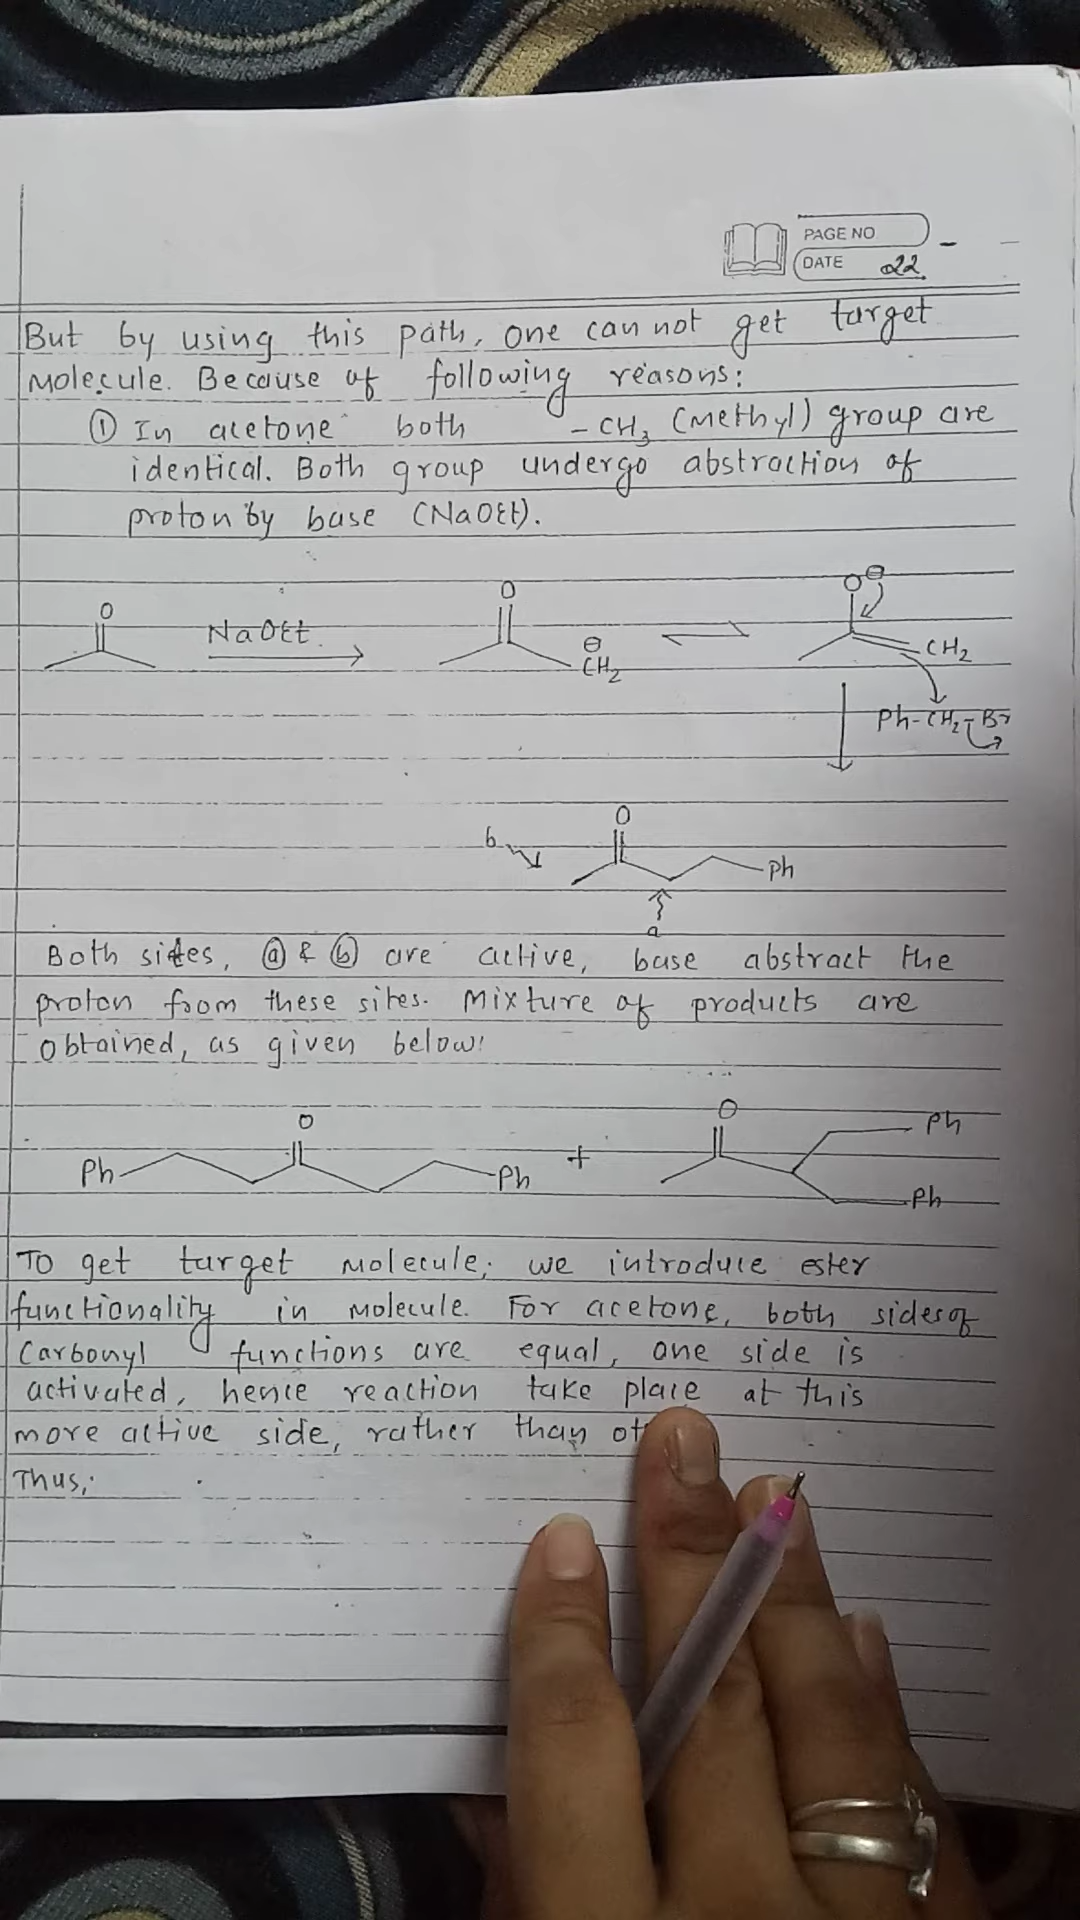 PAGE NO
DATE 022
But by using this path, one can not get target
molecule. Because of following reasons:
① In acetone both - CH₃ (methyl) group are
identical. Both group undergo abstraction of
proton by base (NaOEt).
O
NaOEt
O
⊖
CH₂
O⊖
CH₂
Ph-CH₂-Br
O
b
Ph
a
Both sites, ⓐ & ⓑ are active, base abstract the
proton from these sites. Mixture of products are
obtained, as given below:
Ph
O
Ph
+
O
Ph
Ph
To get target molecule, we introduce ester
functionality in molecule. For acetone, both sides of
Carbonyl functions are equal, one side is
activated, hence reaction take place at this
more active side, rather than
Thus,